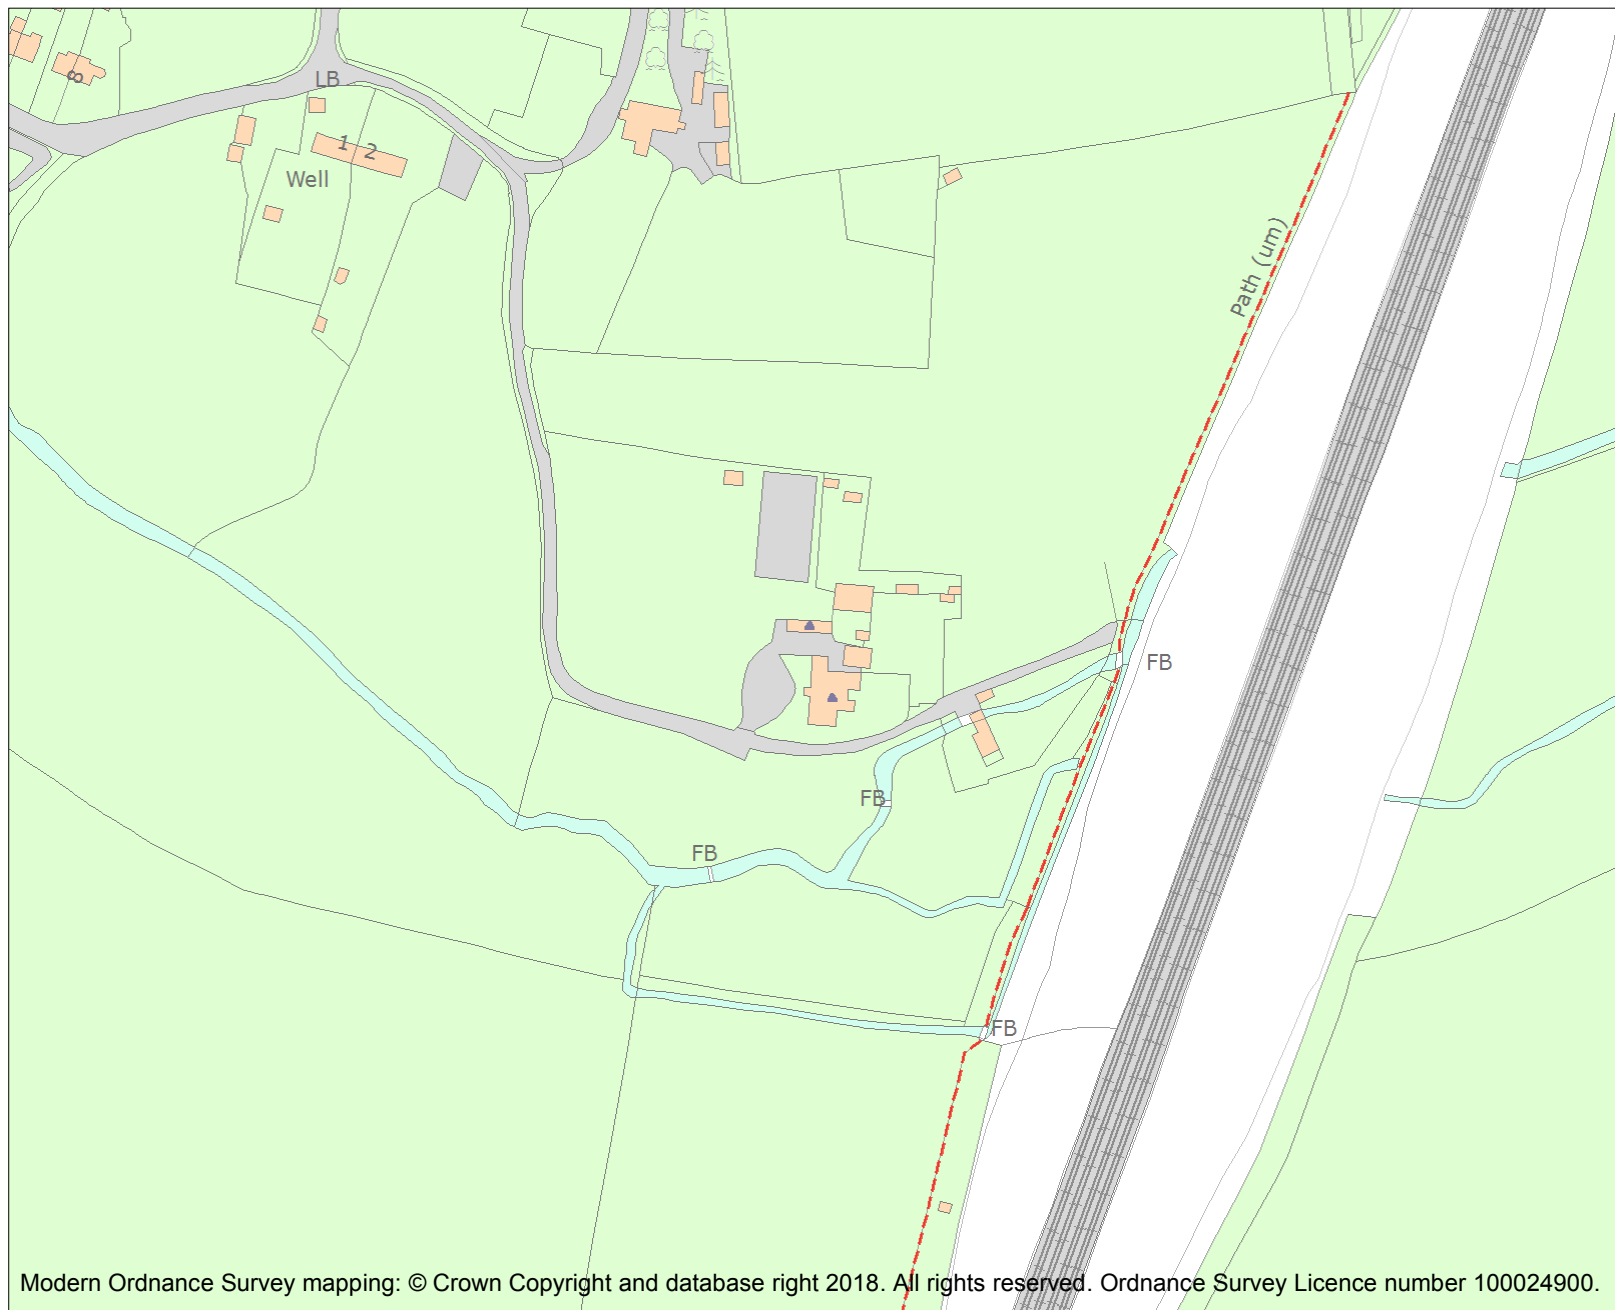 8
LB
1 2
Well
Path (um)
FB
FB
FB
FB
Modern Ordnance Survey mapping: © Crown Copyright and database right 2018. All rights reserved. Ordnance Survey Licence number 100024900.